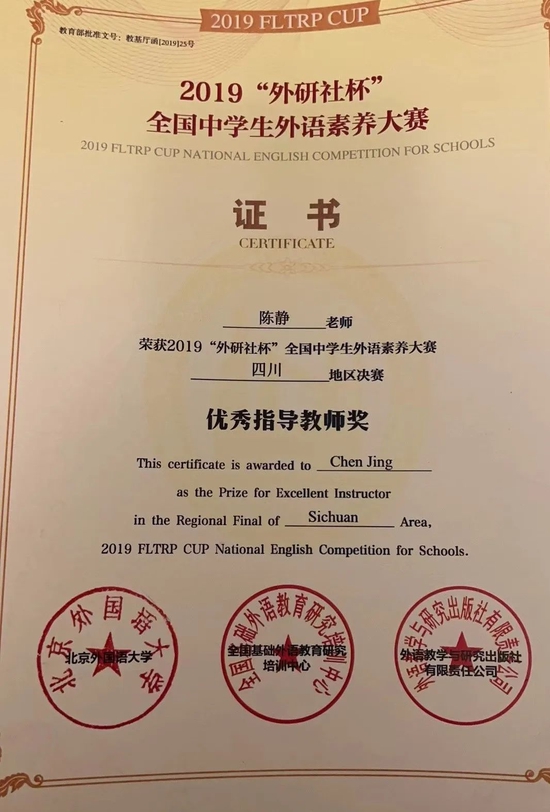 2019 FLTRP CUP
教育部批准文号：教基厅函[2019]25号
2019“外研社杯”
全国中学生外语素养大赛
2019 FLTRP CUP NATIONAL ENGLISH COMPETITION FOR SCHOOLS
证 书
CERTIFICATE
陈静老师
荣获2019“外研社杯”全国中学生外语素养大赛
四川地区决赛
优秀指导教师奖
This certificate is awarded to Chen Jing
as the Prize for Excellent Instructor
in the Regional Final of Sichuan Area,
2019 FLTRP CUP National English Competition for Schools.
北京外国语大学
北京外国语大学
全国基础外语教育研究培训中心
全国基础外语教育研究
培训中心
外语教学与研究出版社有限责任公司
外语教学与研究出版社
有限责任公司